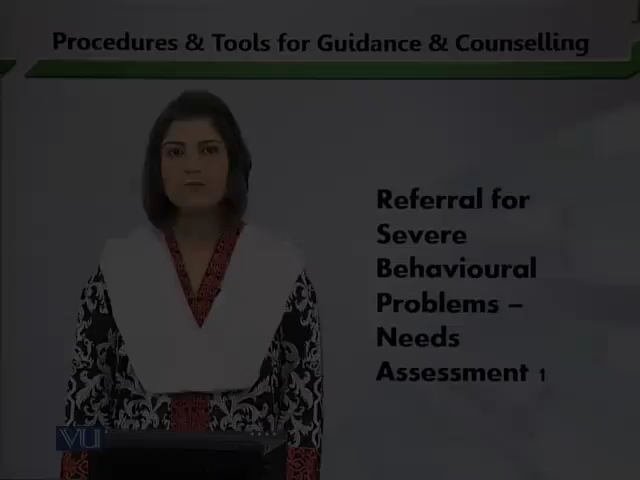 Procedures & Tools for Guidance & Counselling
Referral for
Severe
Behavioural
Problems –
Needs
Assessment 1
VU